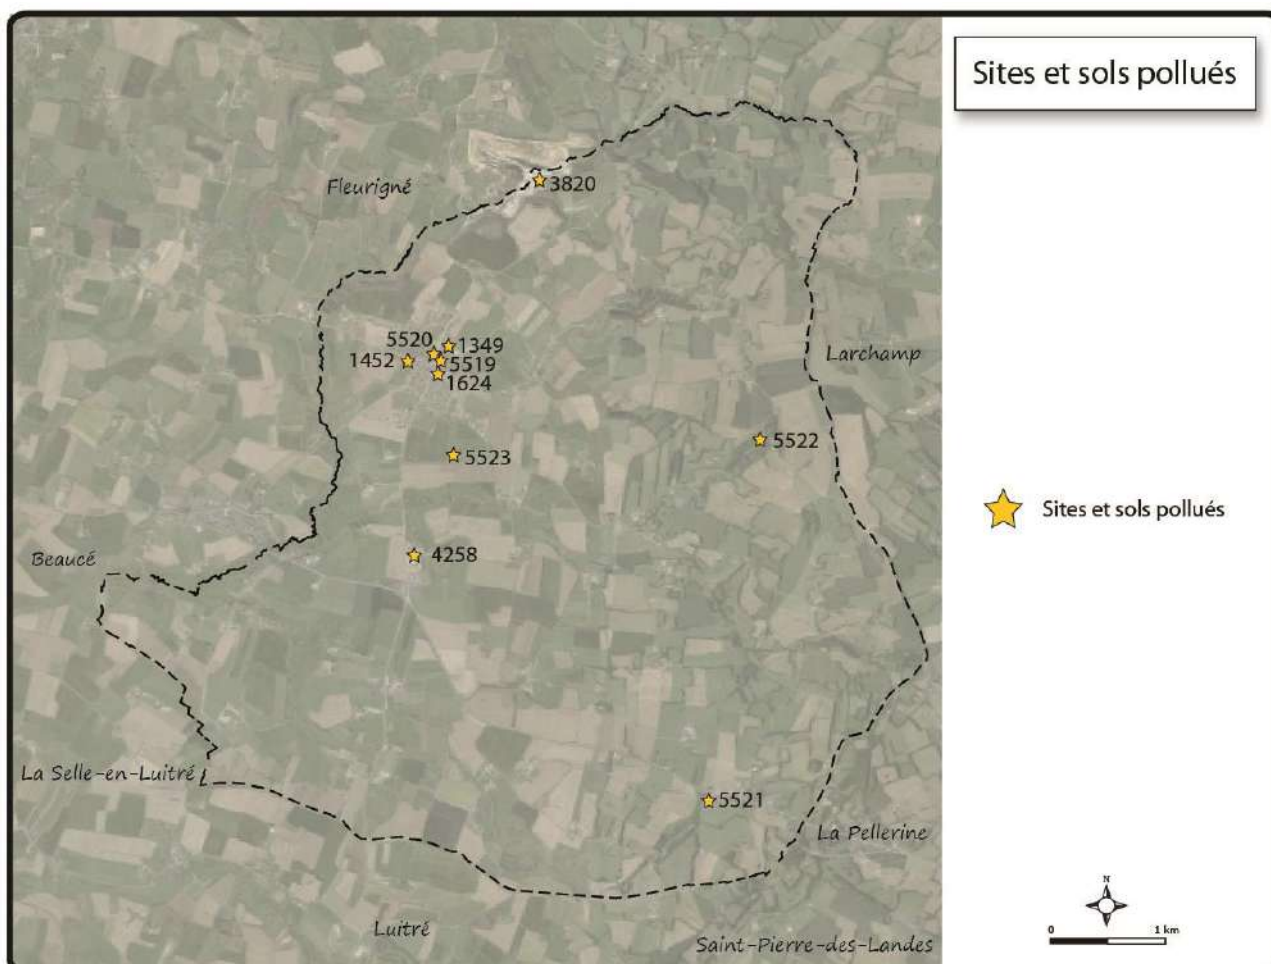 Sites et sols pollués
Fleurigné
3820
5520
1349
1452
5519
1624
Larchamp
5522
5523
Sites et sols pollués
Beaucé
4258
La Selle-en-Luitré
5521
La Pellerine
N
Luitré
0
1 km
Saint-Pierre-des-Landes